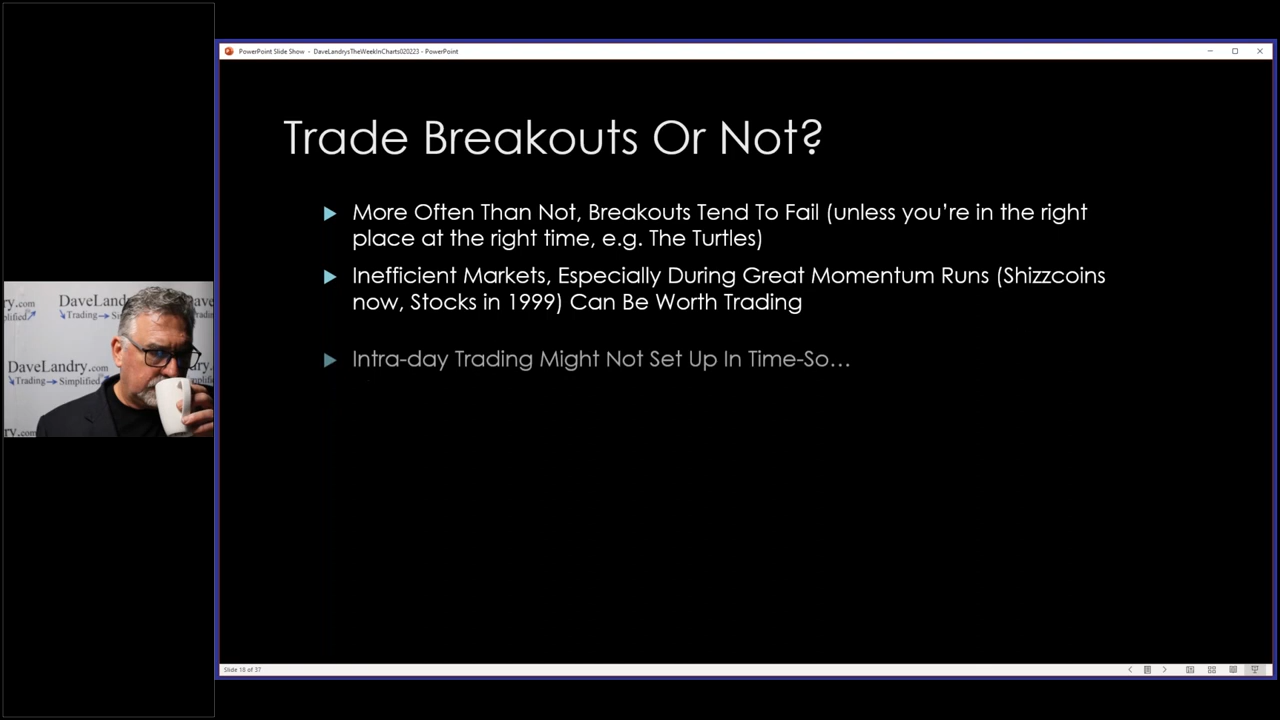 PowerPoint Slide Show - DaveLandrysTheWeekInCharts020223 - PowerPoint
Trade Breakouts Or Not?
More Often Than Not, Breakouts Tend To Fail (unless you're in the right
place at the right time, e.g. The Turtles)
Inefficient Markets, Especially During Great Momentum Runs (Shizzcoins
now, Stocks in 1999) Can Be Worth Trading
Intra-day Trading Might Not Set Up In Time-So…
ry.com
DaveLandry
Trading
DaveLandry.com
Trading Simplified
Slide 18 of 37